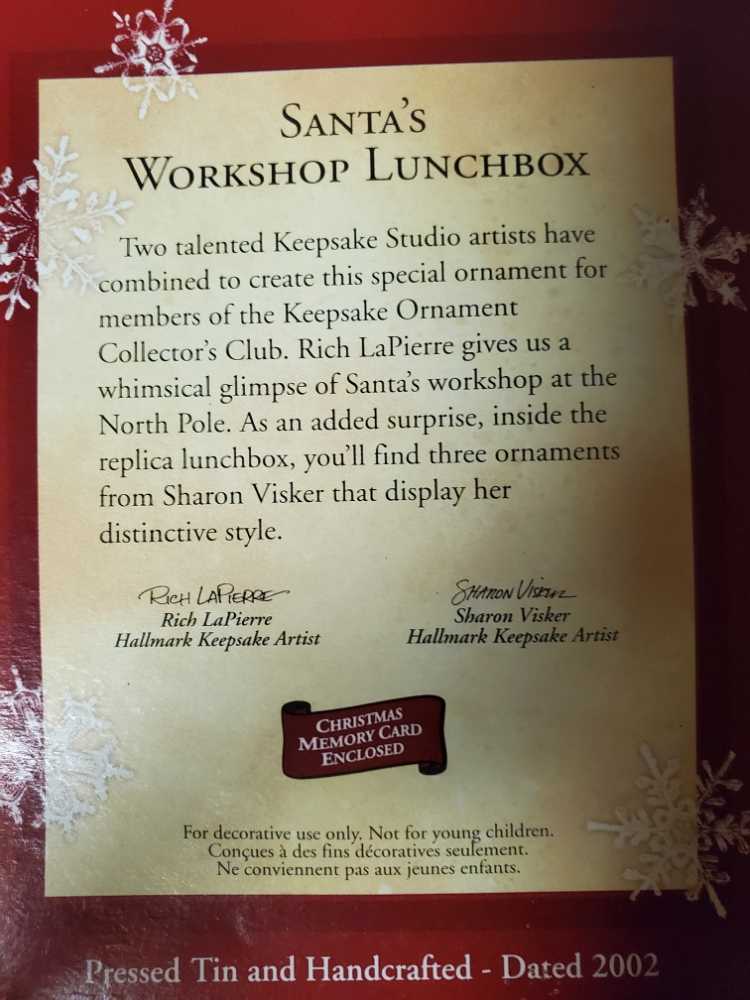 Santa's
Workshop Lunchbox
Two talented Keepsake Studio artists have
combined to create this special ornament for
members of the Keepsake Ornament
Collector's Club. Rich LaPierre gives us a
whimsical glimpse of Santa's workshop at the
North Pole. As an added surprise, inside the
replica lunchbox, you'll find three ornaments
from Sharon Visker that display her
distinctive style.
RICH LAPIERRE
Rich LaPierre
Hallmark Keepsake Artist
SHARON VISKER
Sharon Visker
Hallmark Keepsake Artist
CHRISTMAS
MEMORY CARD
ENCLOSED
For decorative use only. Not for young children.
Conçues à des fins décoratives seulement.
Ne conviennent pas aux jeunes enfants.
Pressed Tin and Handcrafted - Dated 2002